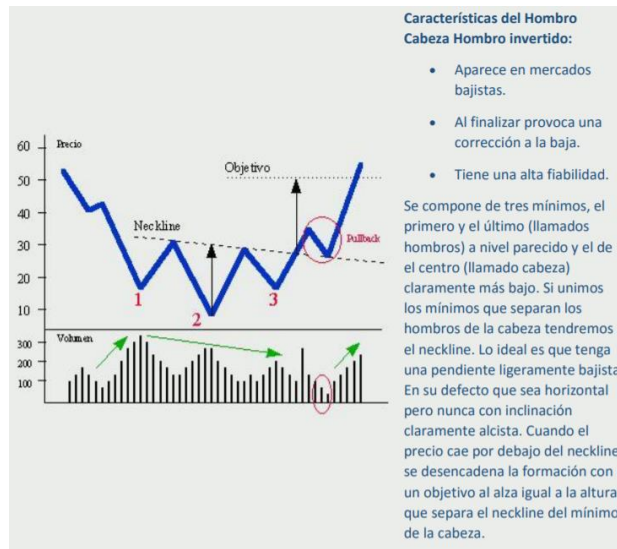 Características del Hombro
Cabeza Hombro invertido:
• Aparece en mercados
bajistas.
• Al finalizar provoca una
corrección a la baja.
• Tiene una alta fiabilidad.
Se compone de tres mínimos, el
primero y el último (llamados
hombros) a nivel parecido y el de
el centro (llamado cabeza)
claramente más bajo. Si unimos
los mínimos que separan los
hombros de la cabeza tendremos
el neckline. Lo ideal es que tenga
una pendiente ligeramente bajista
En su defecto que sea horizontal
pero nunca con inclinación
claramente alcista. Cuando el
precio cae por debajo del neckline
se desencadena la formación con
un objetivo al alza igual a la altura
que separa el neckline del mínimo
de la cabeza.
60
Precio
50
40
30
20
10
Objetivo
Neckline
Pullback
1
2
3
Volumen
300
200
100